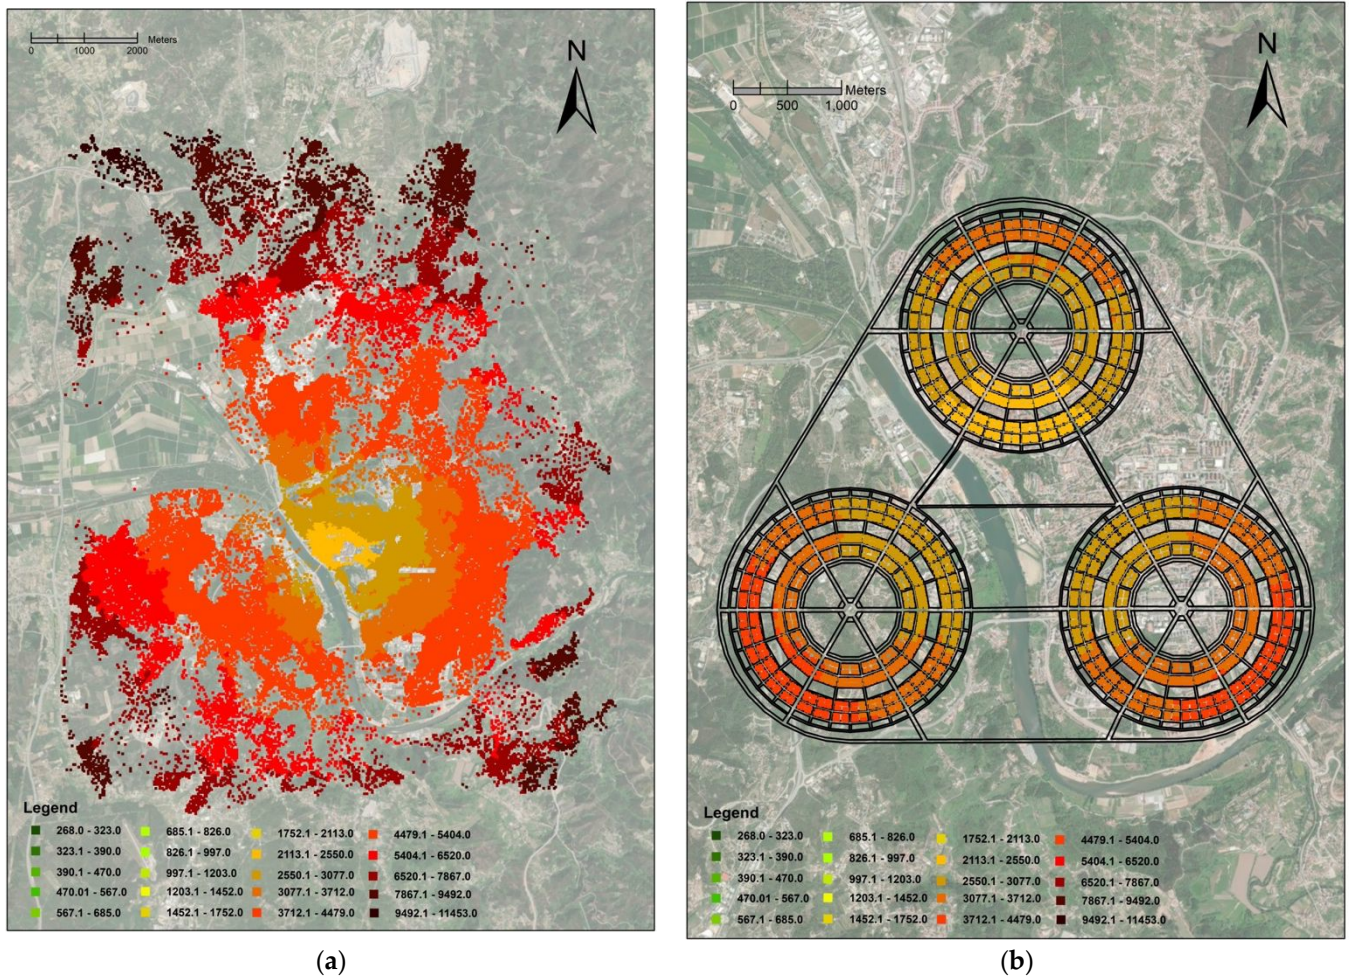 N
Meters
0 1000 2000
Legend
268.0 - 323.0 685.1 - 826.0 1752.1 - 2113.0 4479.1 - 5404.0
323.1 - 390.0 826.1 - 997.0 2113.1 - 2550.0 5404.1 - 6520.0
390.1 - 470.0 997.1 - 1203.0 2550.1 - 3077.0 6520.1 - 7867.0
470.01 - 567.0 1203.1 - 1452.0 3077.1 - 3712.0 7867.1 - 9492.0
567.1 - 685.0 1452.1 - 1752.0 3712.1 - 4479.0 9492.1 - 11453.0
(a)
N
Meters
0 500 1,000
Legend
268.0 - 323.0 685.1 - 826.0 1752.1 - 2113.0 4479.1 - 5404.0
323.1 - 390.0 826.1 - 997.0 2113.1 - 2550.0 5404.1 - 6520.0
390.1 - 470.0 997.1 - 1203.0 2550.1 - 3077.0 6520.1 - 7867.0
470.01 - 567.0 1203.1 - 1452.0 3077.1 - 3712.0 7867.1 - 9492.0
567.1 - 685.0 1452.1 - 1752.0 3712.1 - 4479.0 9492.1 - 11453.0
(b)